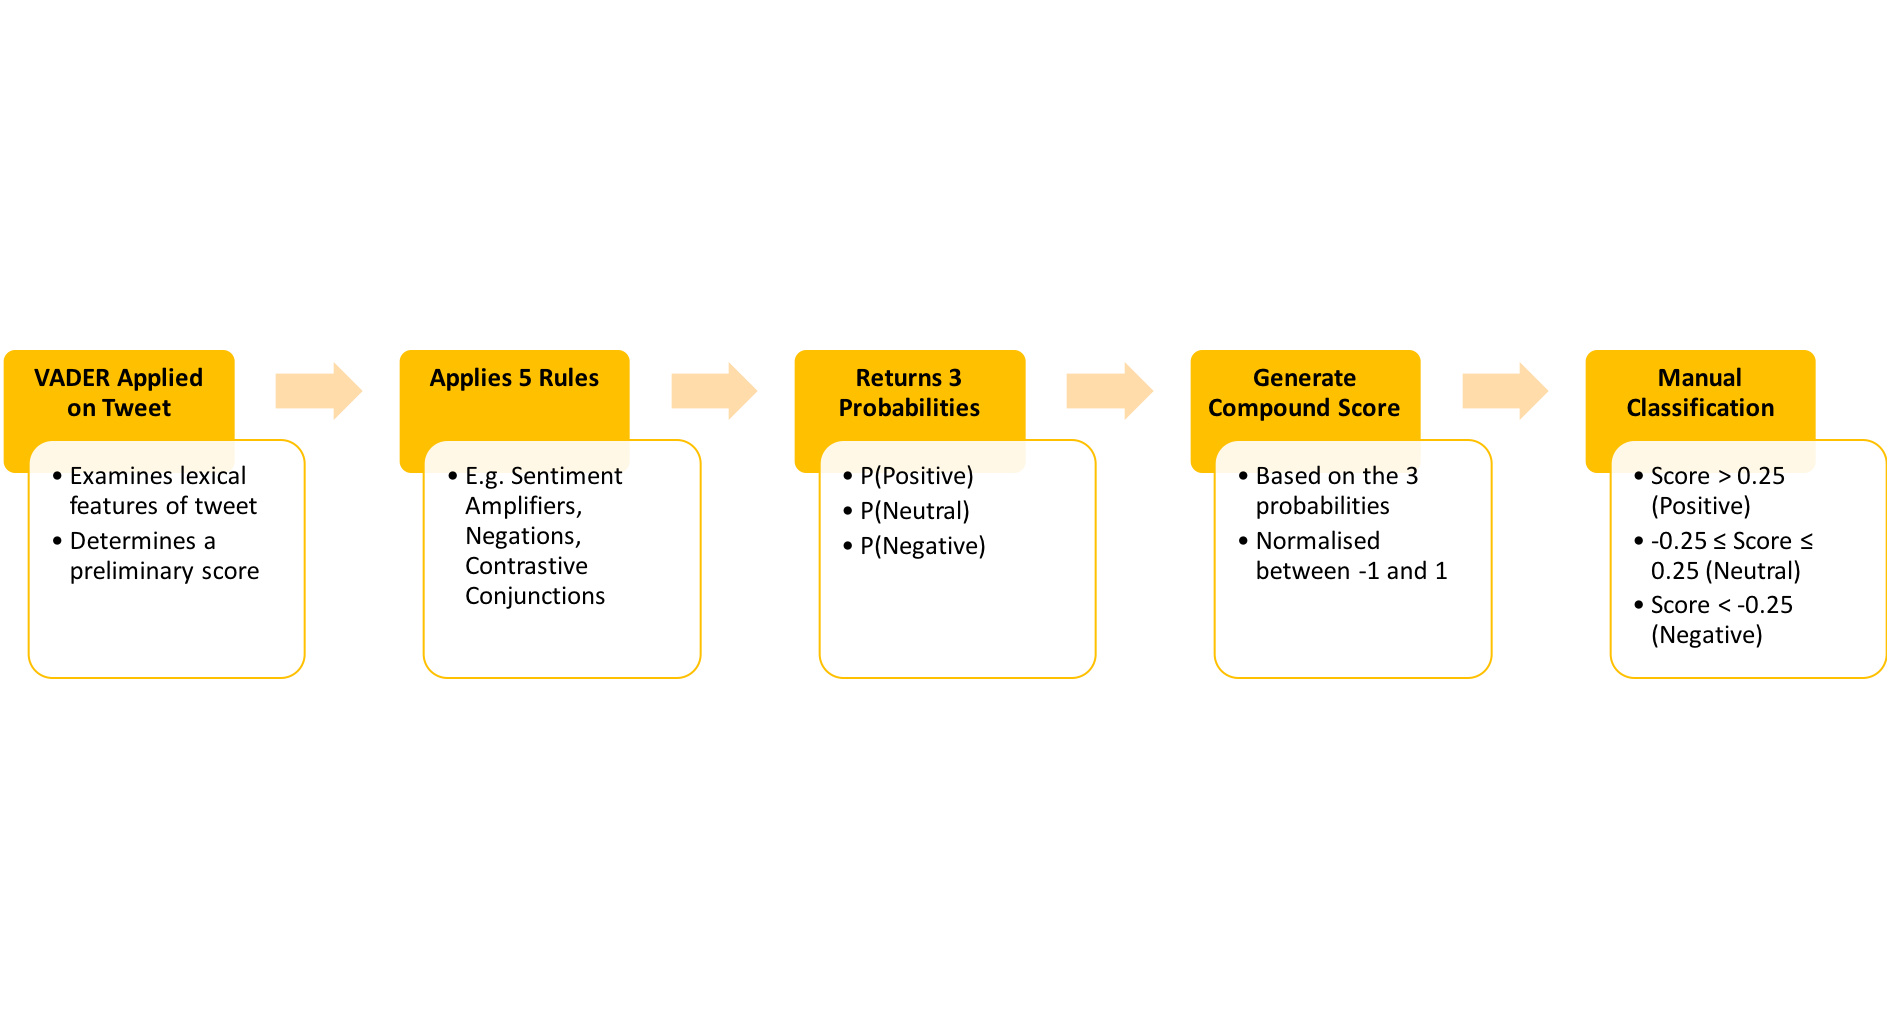 VADER Applied
on Tweet
• Examines lexical
features of tweet
• Determines a
preliminary score
Applies 5 Rules
• E.g. Sentiment
Amplifiers,
Negations,
Contrastive
Conjunctions
Returns 3
Probabilities
• P(Positive)
• P(Neutral)
• P(Negative)
Generate
Compound Score
• Based on the 3
probabilities
• Normalised
between -1 and 1
Manual
Classification
• Score > 0.25
(Positive)
• -0.25 ≤ Score ≤
0.25 (Neutral)
• Score < -0.25
(Negative)